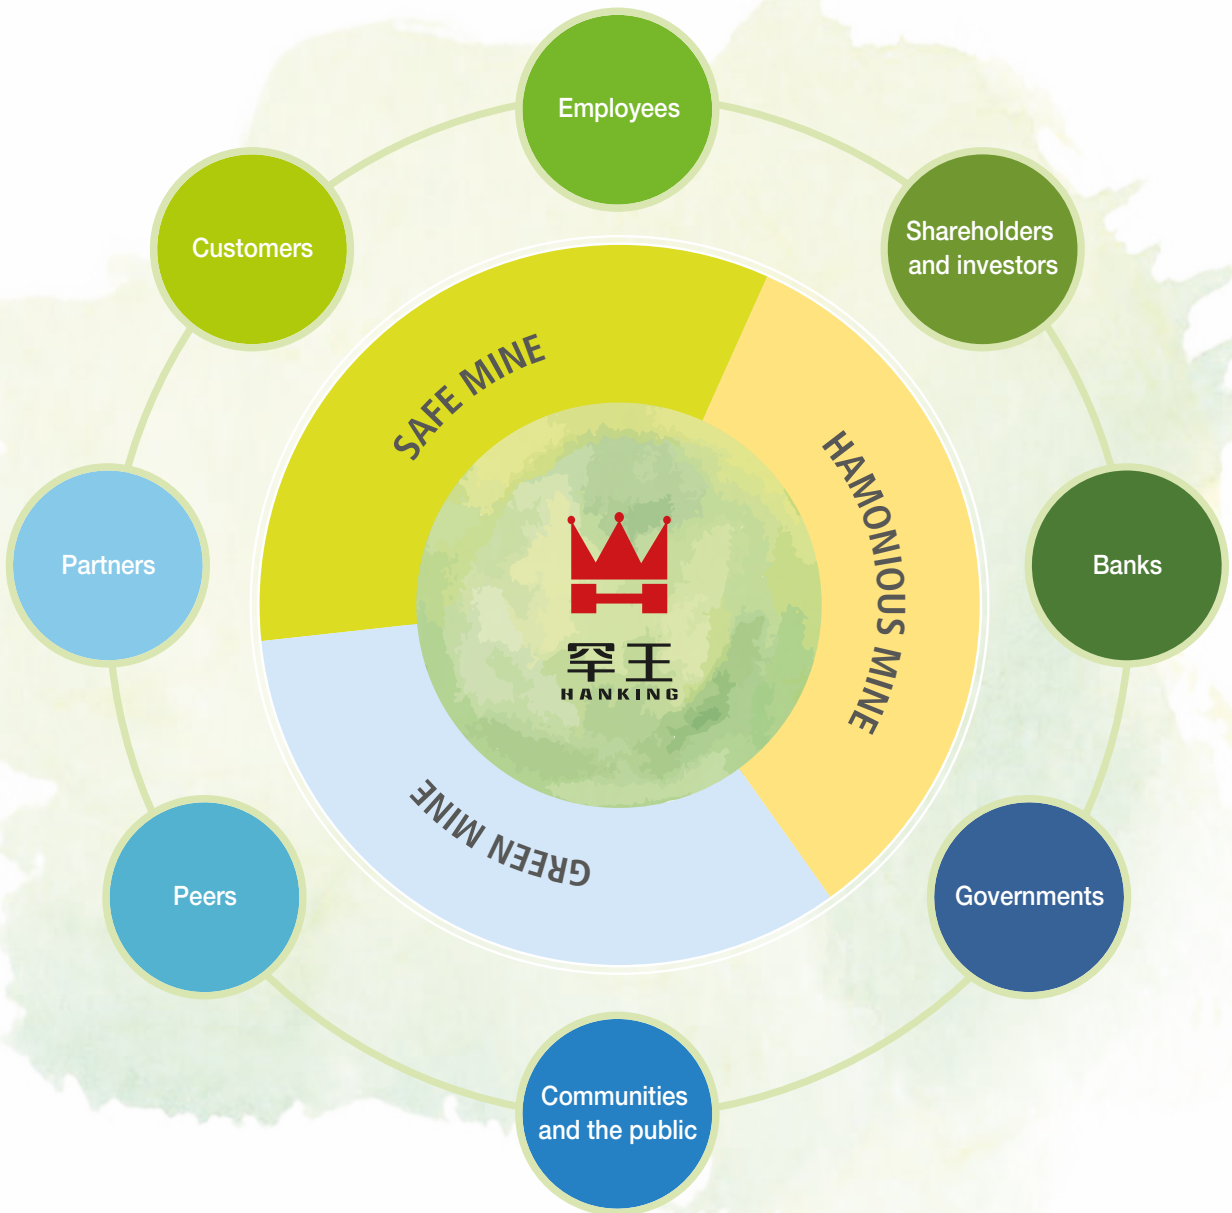 Employees
Shareholders
and investors
Banks
Governments
Communities
and the public
Peers
Partners
Customers
SAFE MINE
HAMONIOUS MINE
GREEN MINE
罕王
HANKING